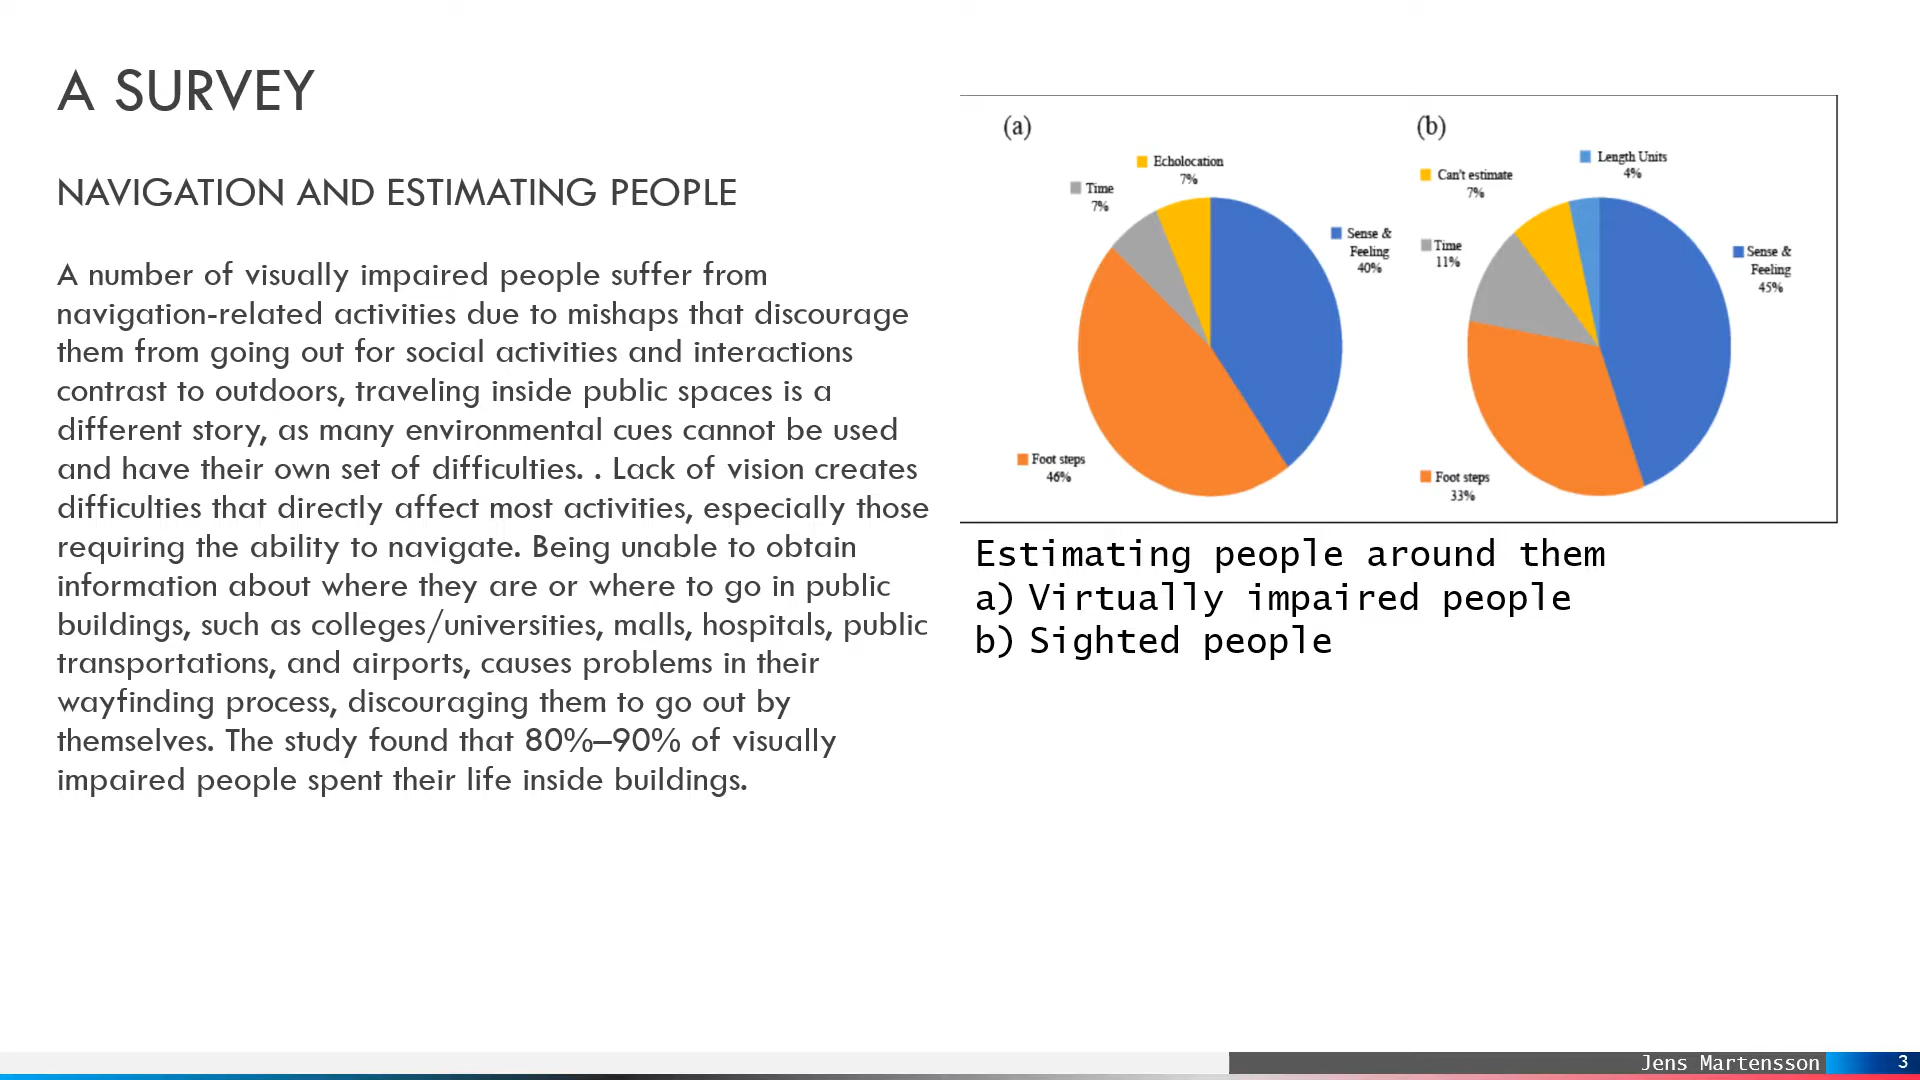 A SURVEY
NAVIGATION AND ESTIMATING PEOPLE
A number of visually impaired people suffer from
navigation-related activities due to mishaps that discourage
them from going out for social activities and interactions
contrast to outdoors, traveling inside public spaces is a
different story, as many environmental cues cannot be used
and have their own set of difficulties. . Lack of vision creates
difficulties that directly affect most activities, especially those
requiring the ability to navigate. Being unable to obtain
information about where they are or where to go in public
buildings, such as colleges/universities, malls, hospitals, public
transportations, and airports, causes problems in their
wayfinding process, discouraging them to go out by
themselves. The study found that 80%–90% of visually
impaired people spent their life inside buildings.
(a)
Echolocation
7%
Time
7%
Sense &
Feeling
40%
Foot steps
46%
(b)
Length Units
4%
Can't estimate
7%
Time
11%
Sense &
Feeling
45%
Foot steps
33%
Estimating people around them
a) Virtually impaired people
b) Sighted people
Jens Martensson
3